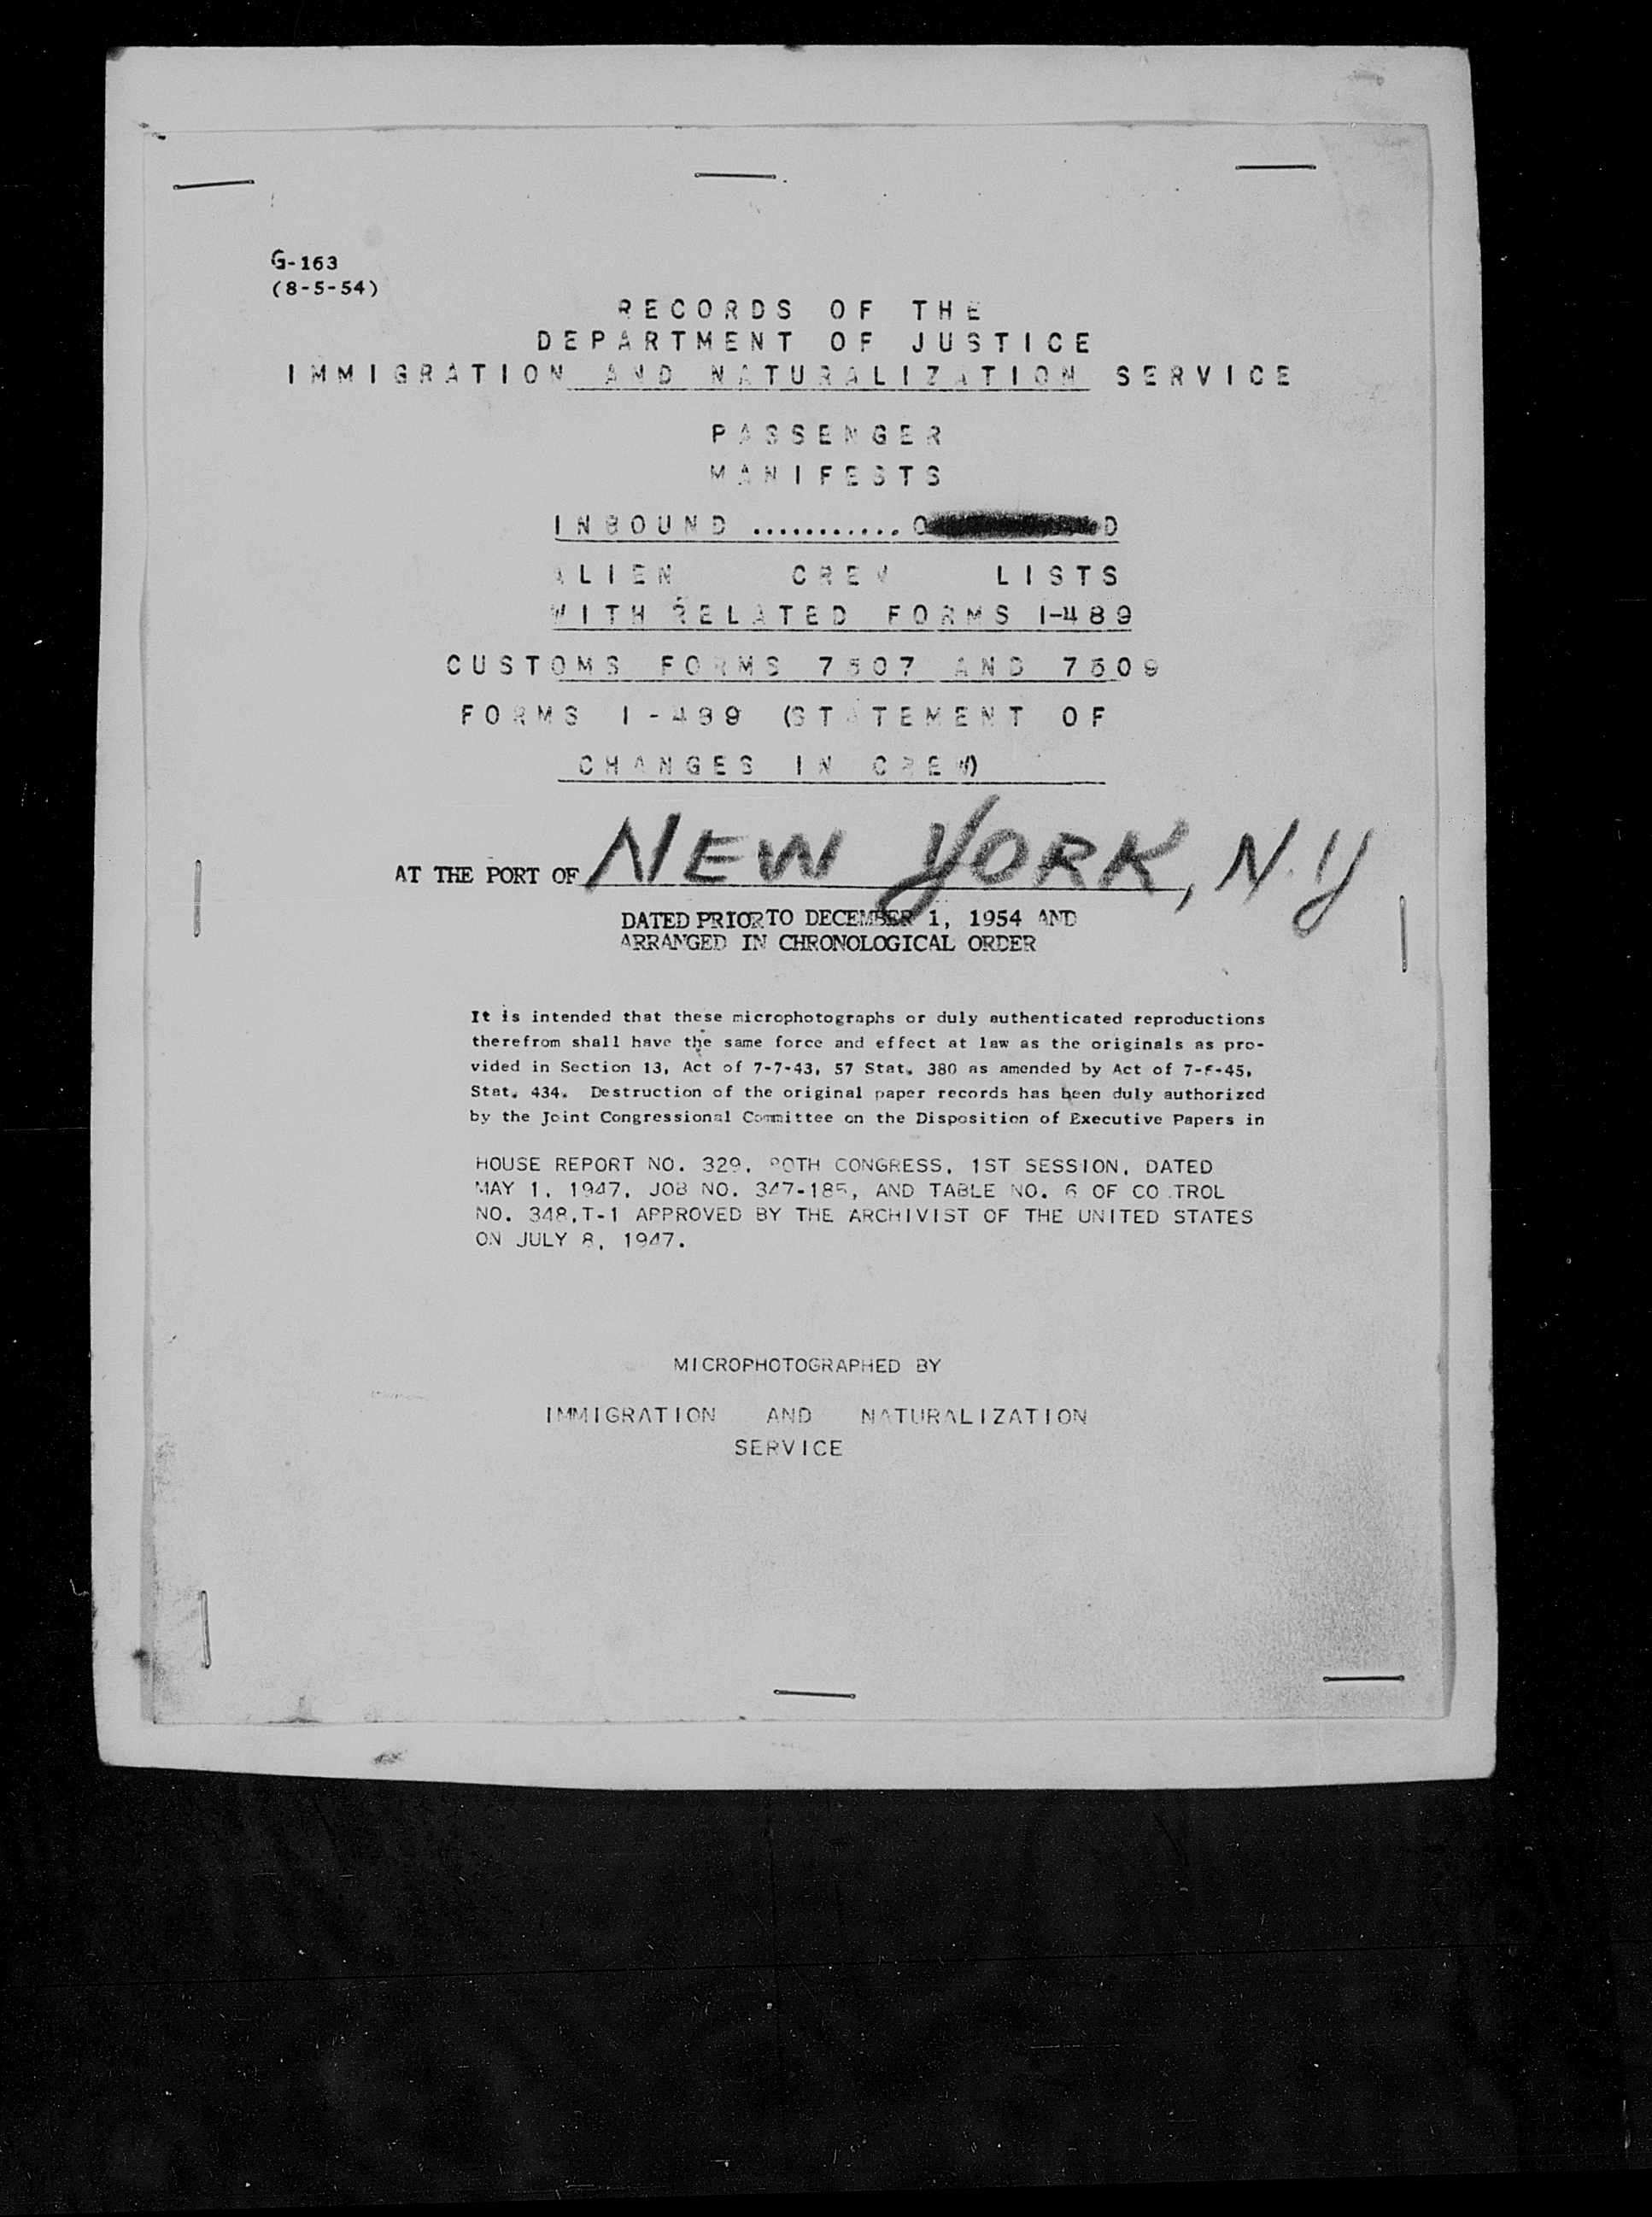 G-163
(8-5-54)
RECORDS OF THE
DEPARTMENT OF JUSTICE
IMMIGRATION AND NATURALIZATION SERVICE
PASSENGER
MANIFESTS
INBOUND ...........O D
ALIEN CREW LISTS
WITH RELATED FORMS I-489
CUSTOMS FORMS 7507 AND 7509
FORMS I-489 (STATEMENT OF
CHANGES IN CREW)
AT THE PORT OF NEW YORK, N.Y
DATED PRIOR TO DECEMBER 1, 1954 AND
ARRANGED IN CHRONOLOGICAL ORDER
It is intended that these microphotographs or duly authenticated reproductions
therefrom shall have the same force and effect at law as the originals as pro-
vided in Section 13, Act of 7-7-43, 57 Stat. 380 as amended by Act of
Stat. 434. Destruction of the original paper records has been duly authorized
by the Joint Congressional Committee on the Disposition of Executive Papers in
HOUSE REPORT NO. 329, 80TH CONGRESS, 1ST SESSION, DATED
MAY 1, 1947, JOB NO. 347-185, AND TABLE NO. 6 OF CO TROL
NO. 348,T-1 APPROVED BY THE ARCHIVIST OF THE UNITED STATES
ON JULY 8, 1947.
MICROPHOTOGRAPHED BY
IMMIGRATION AND NATURALIZATION
SERVICE